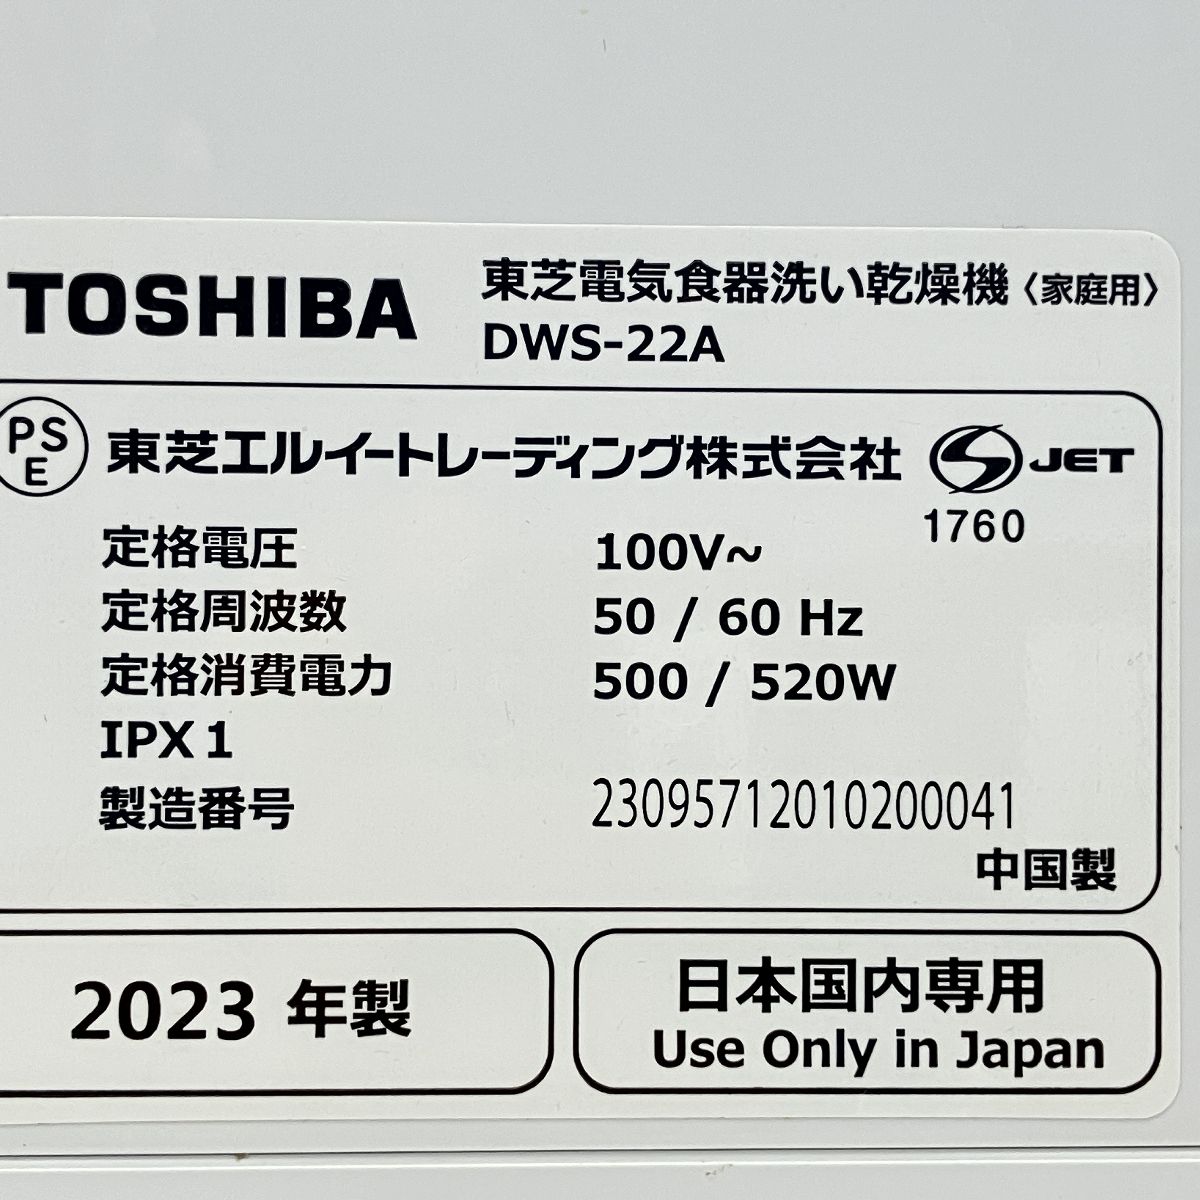 TOSHIBA 東芝電気食器洗い乾燥機〈家庭用〉
DWS-22A
PS
E
東芝エルイートレーディング株式会社 JET
1760
定格電圧 100V~
定格周波数 50 / 60 Hz
定格消費電力 500 / 520W
IPX1
製造番号 23095712010200041
中国製
2023 年製
日本国内専用
Use Only in Japan